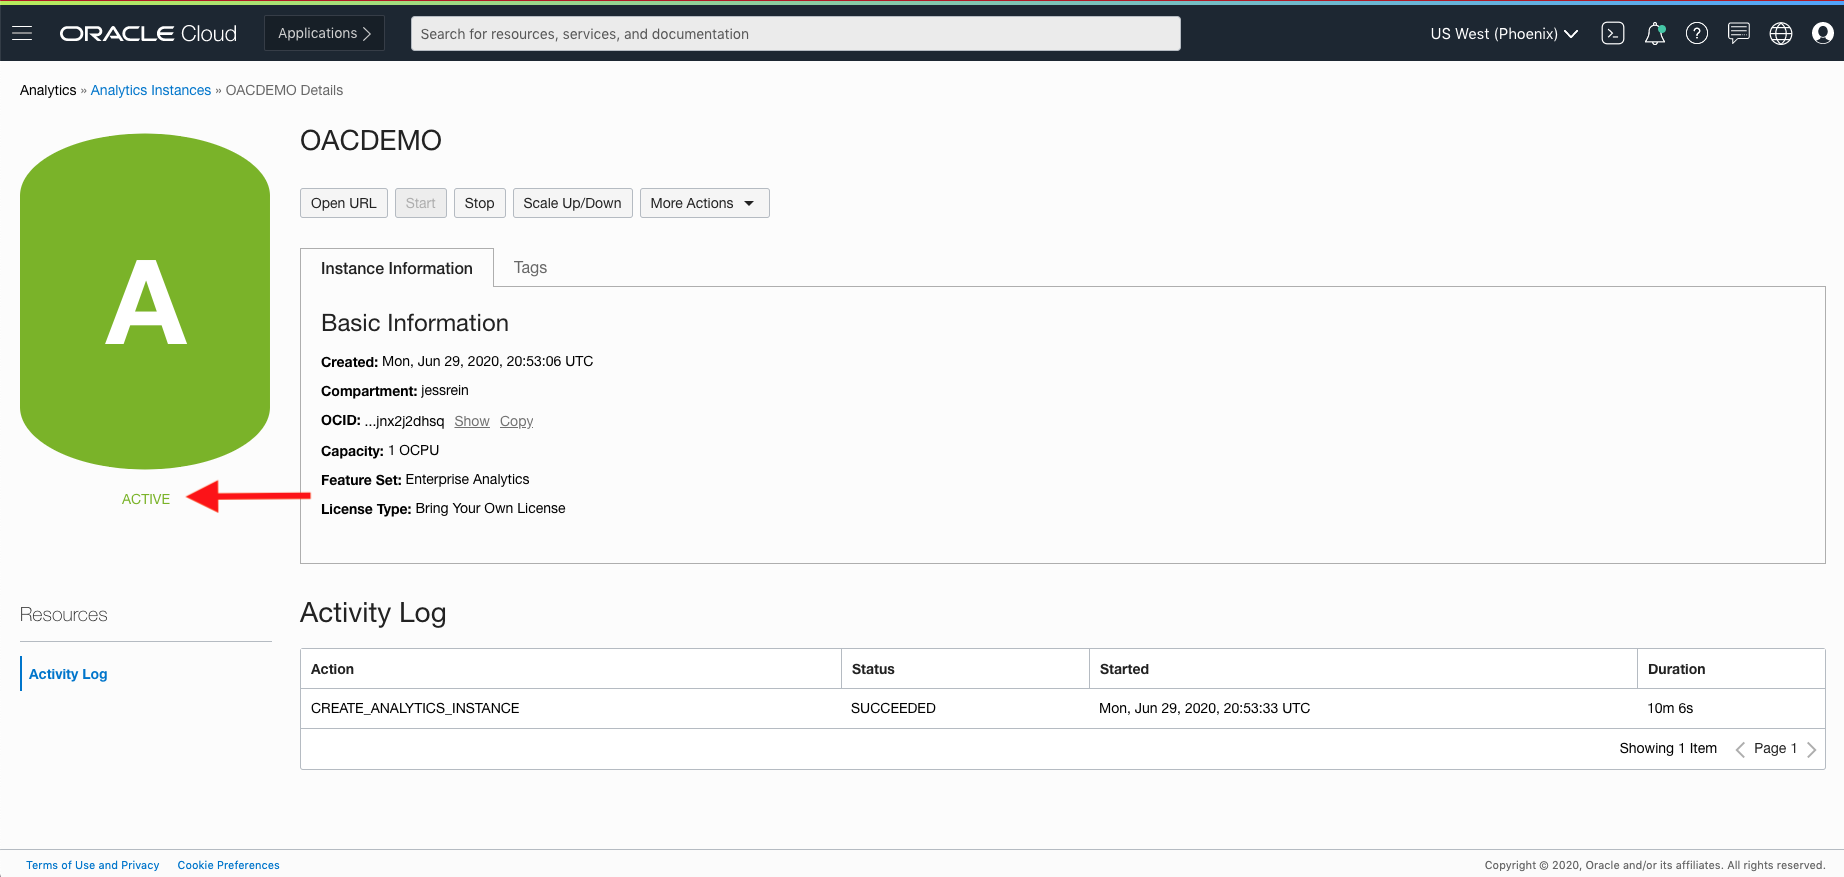 ORACLE Cloud Applications Search for resources, services, and documentation US West (Phoenix)
Analytics » Analytics Instances » OACDEMO Details
A
ACTIVE
OACDEMO
Open URL Start Stop Scale Up/Down More Actions
Instance Information Tags
Basic Information
Created: Mon, Jun 29, 2020, 20:53:06 UTC
Compartment: jessrein
OCID: ...jnx2j2dhsq Show Copy
Capacity: 1 OCPU
Feature Set: Enterprise Analytics
License Type: Bring Your Own License
Resources
Activity Log
Activity Log
Action Status Started Duration
CREATE_ANALYTICS_INSTANCE SUCCEEDED Mon, Jun 29, 2020, 20:53:33 UTC 10m 6s
Showing 1 Item Page 1
Terms of Use and Privacy Cookie Preferences Copyright © 2020, Oracle and/or its affiliates. All rights reserved.